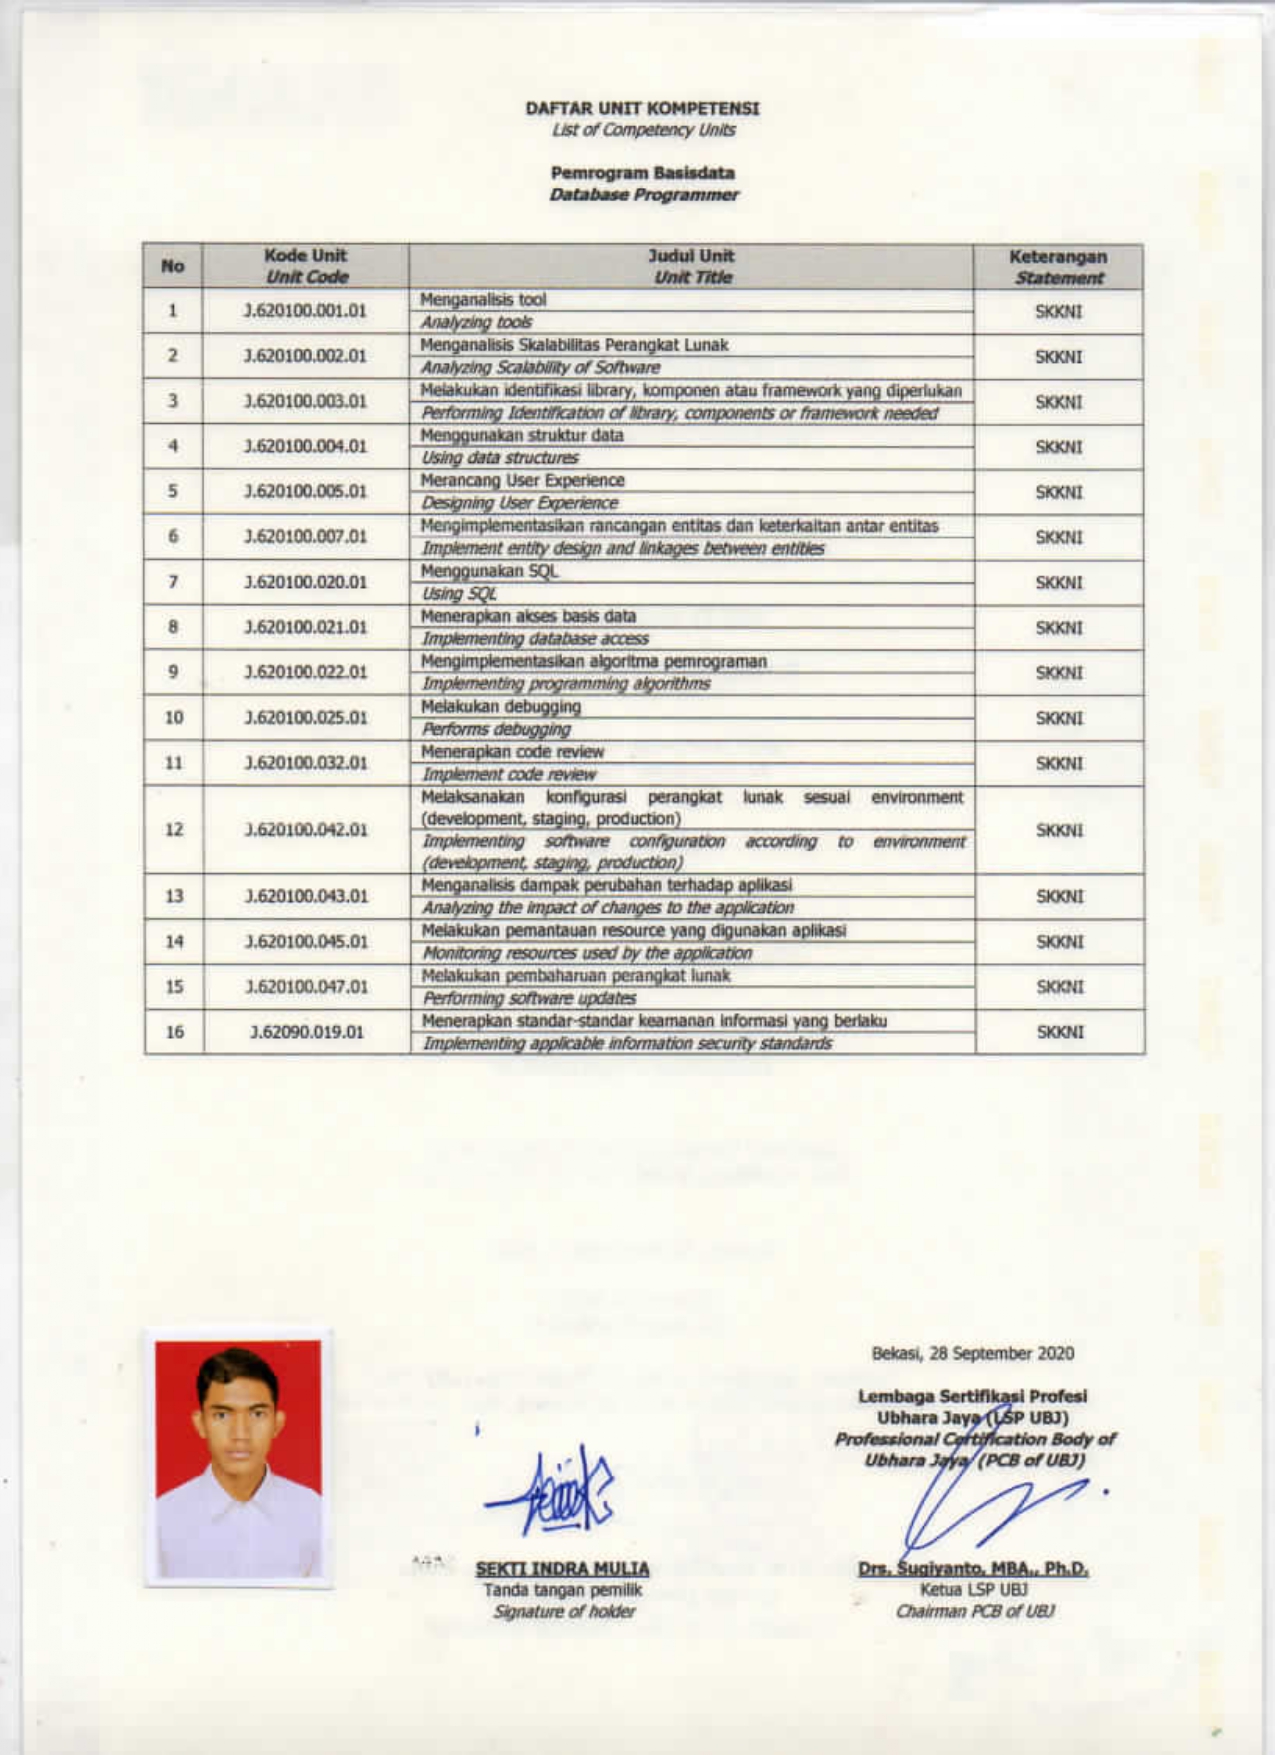 DAFTAR UNIT KOMPETENSI
List of Competency Units
Pemrogram Basisdata
Database Programmer
No
Kode Unit
Unit Code
Judul Unit
Unit Title
Keterangan
Statement
1
J.620100.001.01
Menganalisis tool
Analyzing tools
SKKNI
2
J.620100.002.01
Menganalisis Skalabilitas Perangkat Lunak
Analyzing Scalability of Software
SKKNI
3
J.620100.003.01
Melakukan identifikasi library, komponen atau framework yang diperlukan
Performing Identification of library, components or framework needed
SKKNI
4
J.620100.004.01
Menggunakan struktur data
Using data structures
SKKNI
5
J.620100.005.01
Merancang User Experience
Designing User Experience
SKKNI
6
J.620100.007.01
Mengimplementasikan rancangan entitas dan keterkaitan antar entitas
Implement entity design and linkages between entities
SKKNI
7
J.620100.020.01
Menggunakan SQL
Using SQL
SKKNI
8
J.620100.021.01
Menerapkan akses basis data
Implementing database access
SKKNI
9
J.620100.022.01
Mengimplementasikan algoritma pemrograman
Implementing programming algorithms
SKKNI
10
J.620100.025.01
Melakukan debugging
Performs debugging
SKKNI
11
J.620100.032.01
Menerapkan code review
Implement code review
SKKNI
12
J.620100.042.01
Melaksanakan konfigurasi perangkat lunak sesuai environment
(development, staging, production)
Implementing software configuration according to environment
(development, staging, production)
SKKNI
13
J.620100.043.01
Menganalisis dampak perubahan terhadap aplikasi
Analyzing the impact of changes to the application
SKKNI
14
J.620100.045.01
Melakukan pemantauan resource yang digunakan aplikasi
Monitoring resources used by the application
SKKNI
15
J.620100.047.01
Melakukan pembaharuan perangkat lunak
Performing software updates
SKKNI
16
J.62090.019.01
Menerapkan standar-standar keamanan informasi yang berlaku
Implementing applicable information security standards
SKKNI
Bekasi, 28 September 2020
Lembaga Sertifikasi Profesi
Ubhara Jaya (LSP UBJ)
Professional Certification Body of
Ubhara Jaya (PCB of UBJ)
SEKTI INDRA MULIA
Tanda tangan pemilik
Signature of holder
Drs. Sugiyanto, MBA., Ph.D.
Ketua LSP UBJ
Chairman PCB of UBJ